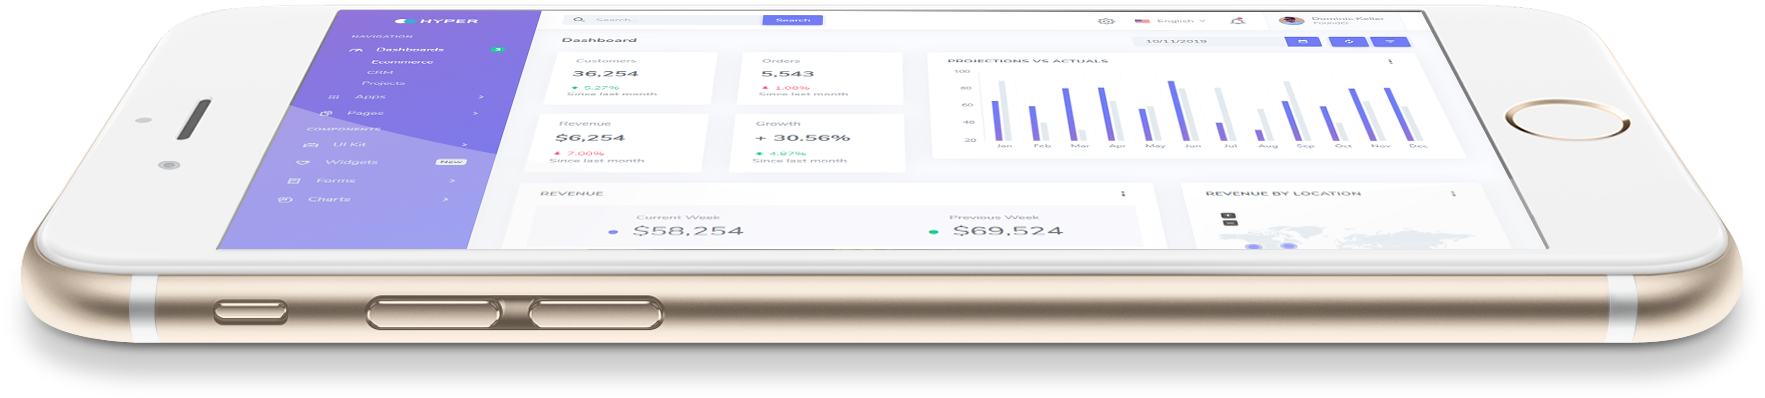 HYPER
NAVIGATION
Dashboards 3
Ecommerce
CRM
Projects
Apps
Pages
COMPONENTS
UI Kit
Widgets New
Forms
Charts
Search... Search
English
Dominic Keller
Founder
Dashboard
10/11/2019
Customers
36,254
5.27%
Since last month
Orders
5,543
1.08%
Since last month
Revenue
$6,254
7.00%
Since last month
Growth
+ 30.56%
4.87%
Since last month
PROJECTIONS VS ACTUALS
100
80
60
40
20
Jan Feb Mar Apr May Jun Jul Aug Sep Oct Nov Dec
REVENUE
Current Week
$58,254
Previous Week
$69,524
REVENUE BY LOCATION